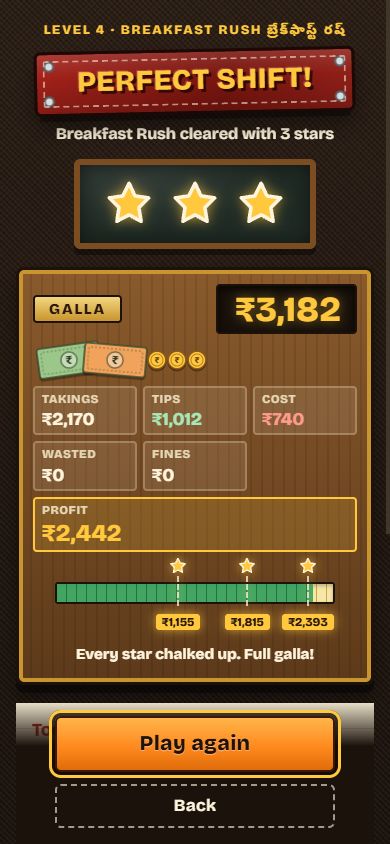 LEVEL 4 · BREAKFAST RUSH బ్రేక్‌ఫాస్ట్ రష్
PERFECT SHIFT!
Breakfast Rush cleared with 3 stars
GALLA
₹3,182
TAKINGS
₹2,170
TIPS
₹1,012
COST
₹740
WASTED
₹0
FINES
₹0
PROFIT
₹2,442
₹1,155
₹1,815
₹2,393
Every star chalked up. Full galla!
Play again
Back